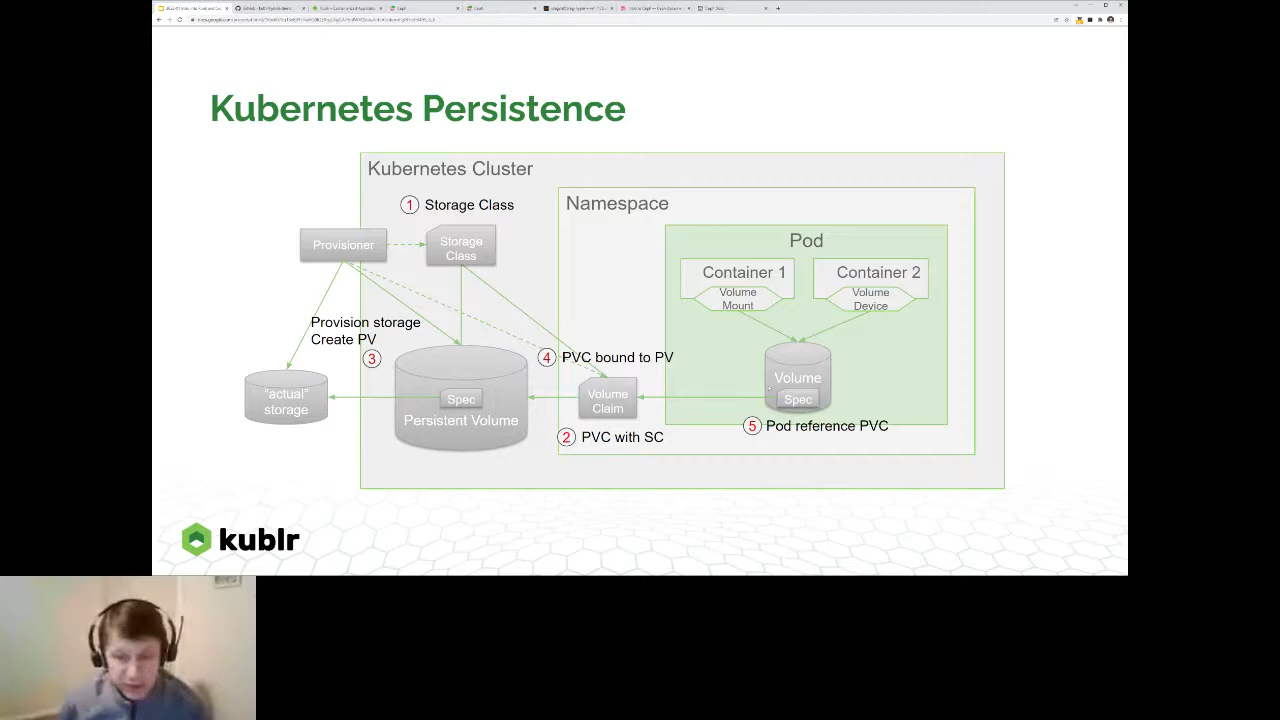 Kubernetes Persistence
Kubernetes Cluster
1 Storage Class
Namespace
Provisioner
Storage
Class
Pod
Container 1
Container 2
Volume
Mount
Volume
Device
Provision storage
Create PV
3
4 PVC bound to PV
Volume
Spec
"actual"
storage
Spec
Persistent Volume
Volume
Claim
5 Pod reference PVC
2 PVC with SC
kublr